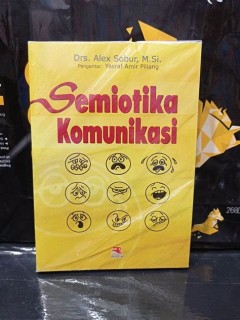 Drs. Alex Sobur, M.Si.
Pengantar: Yasraf Amir Piliang
Semiotika
Komunikasi